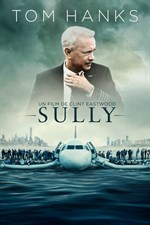 TOM HANKS
UN FILM DE CLINT EASTWOOD
SULLY